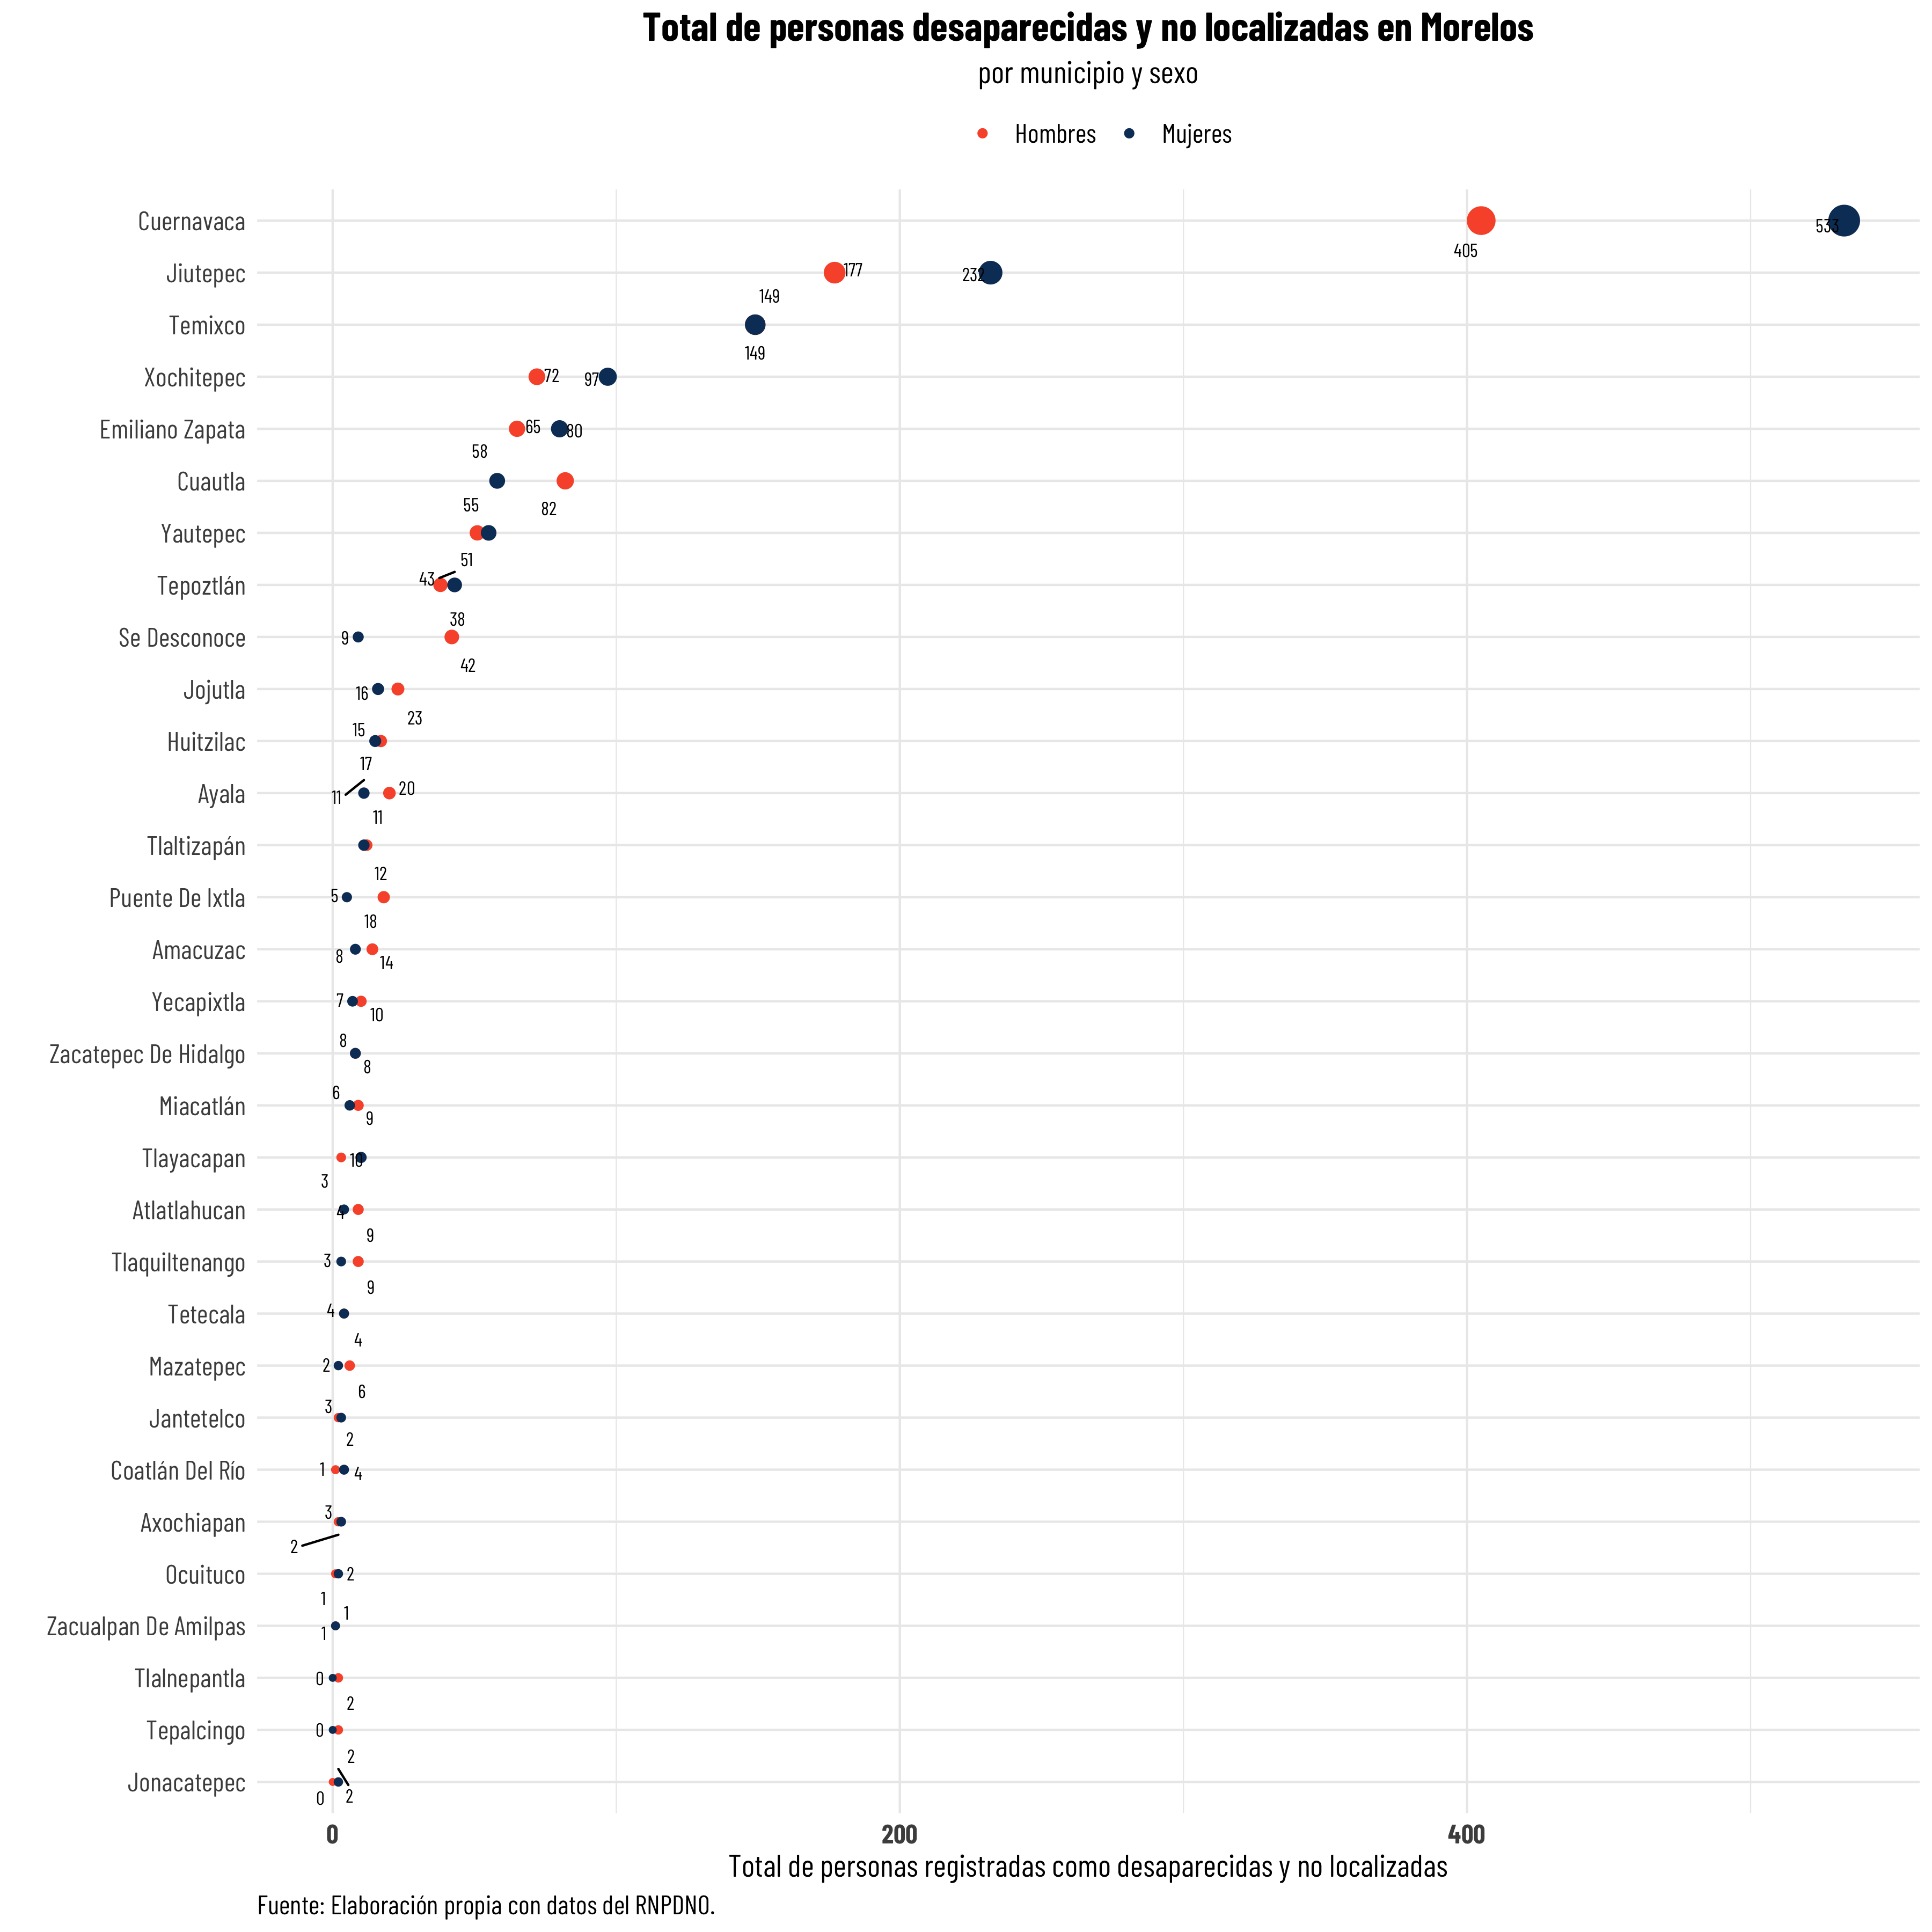 Total de personas desaparecidas y no localizadas en Morelos
por municipio y sexo
Hombres Mujeres
Cuernavaca 533
405
Jiutepec 177 232
149
Temixco
149
Xochitepec 72 97
Emiliano Zapata 65 80
58
Cuautla
55 82
Yautepec
51
Tepoztlán 43
38
Se Desconoce 9
42
Jojutla 16
23
15
Huitzilac
17
Ayala 11 20
11
Tlaltizapán
12
Puente De Ixtla 5
18
Amacuzac 8 14
Yecapixtla 7 10
8
Zacatepec De Hidalgo
8
6
Miacatlán
9
Tlayacapan 10
3
Atlatlahucan 4
9
Tlaquiltenango 3
9
Tetecala 4
4
Mazatepec 2
6
3
Jantetelco
2
Coatlán Del Río 1 4
3
Axochiapan
2
Ocuituco 2
1
1
Zacualpan De Amilpas 1
Tlalnepantla 0
2
Tepalcingo 0
2
Jonacatepec
0 2
0 200 400
Total de personas registradas como desaparecidas y no localizadas
Fuente: Elaboración propia con datos del RNPDNO.